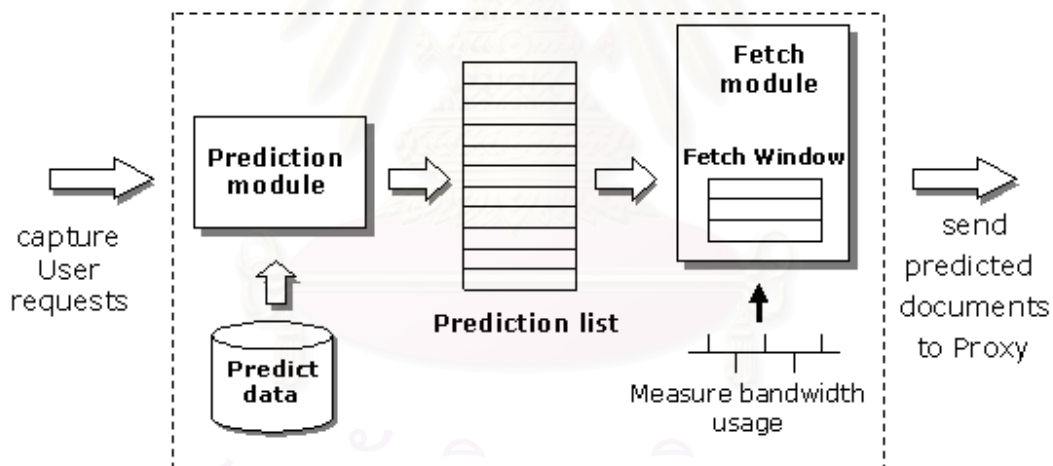 capture
User
requests
Prediction
module
Predict
data
Prediction list
Fetch
module
Fetch Window
Measure bandwidth
usage
send
predicted
documents
to Proxy